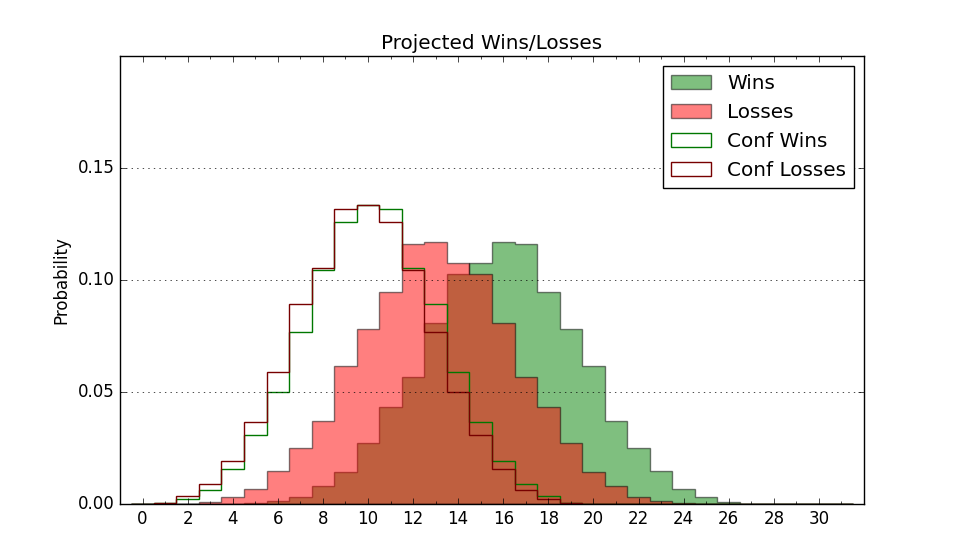 Projected Wins/Losses
Wins
Losses
Conf Wins
Conf Losses
Probability
0.15
0.10
0.05
0.00
0 2 4 6 8 10 12 14 16 18 20 22 24 26 28 30